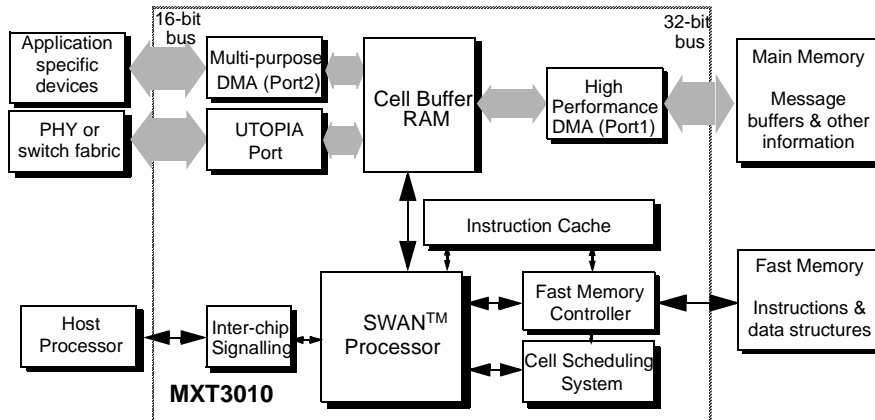 16-bit
bus
32-bit
bus
Application
specific
devices
Multi-purpose
DMA (Port2)
Cell Buffer
RAM
High
Performance
DMA (Port1)
Main Memory
Message
buffers & other
information
PHY or
switch fabric
UTOPIA
Port
Instruction Cache
Host
Processor
Inter-chip
Signalling
SWAN™
Processor
Fast Memory
Controller
Fast Memory
Instructions &
data structures
Cell Scheduling
System
MXT3010